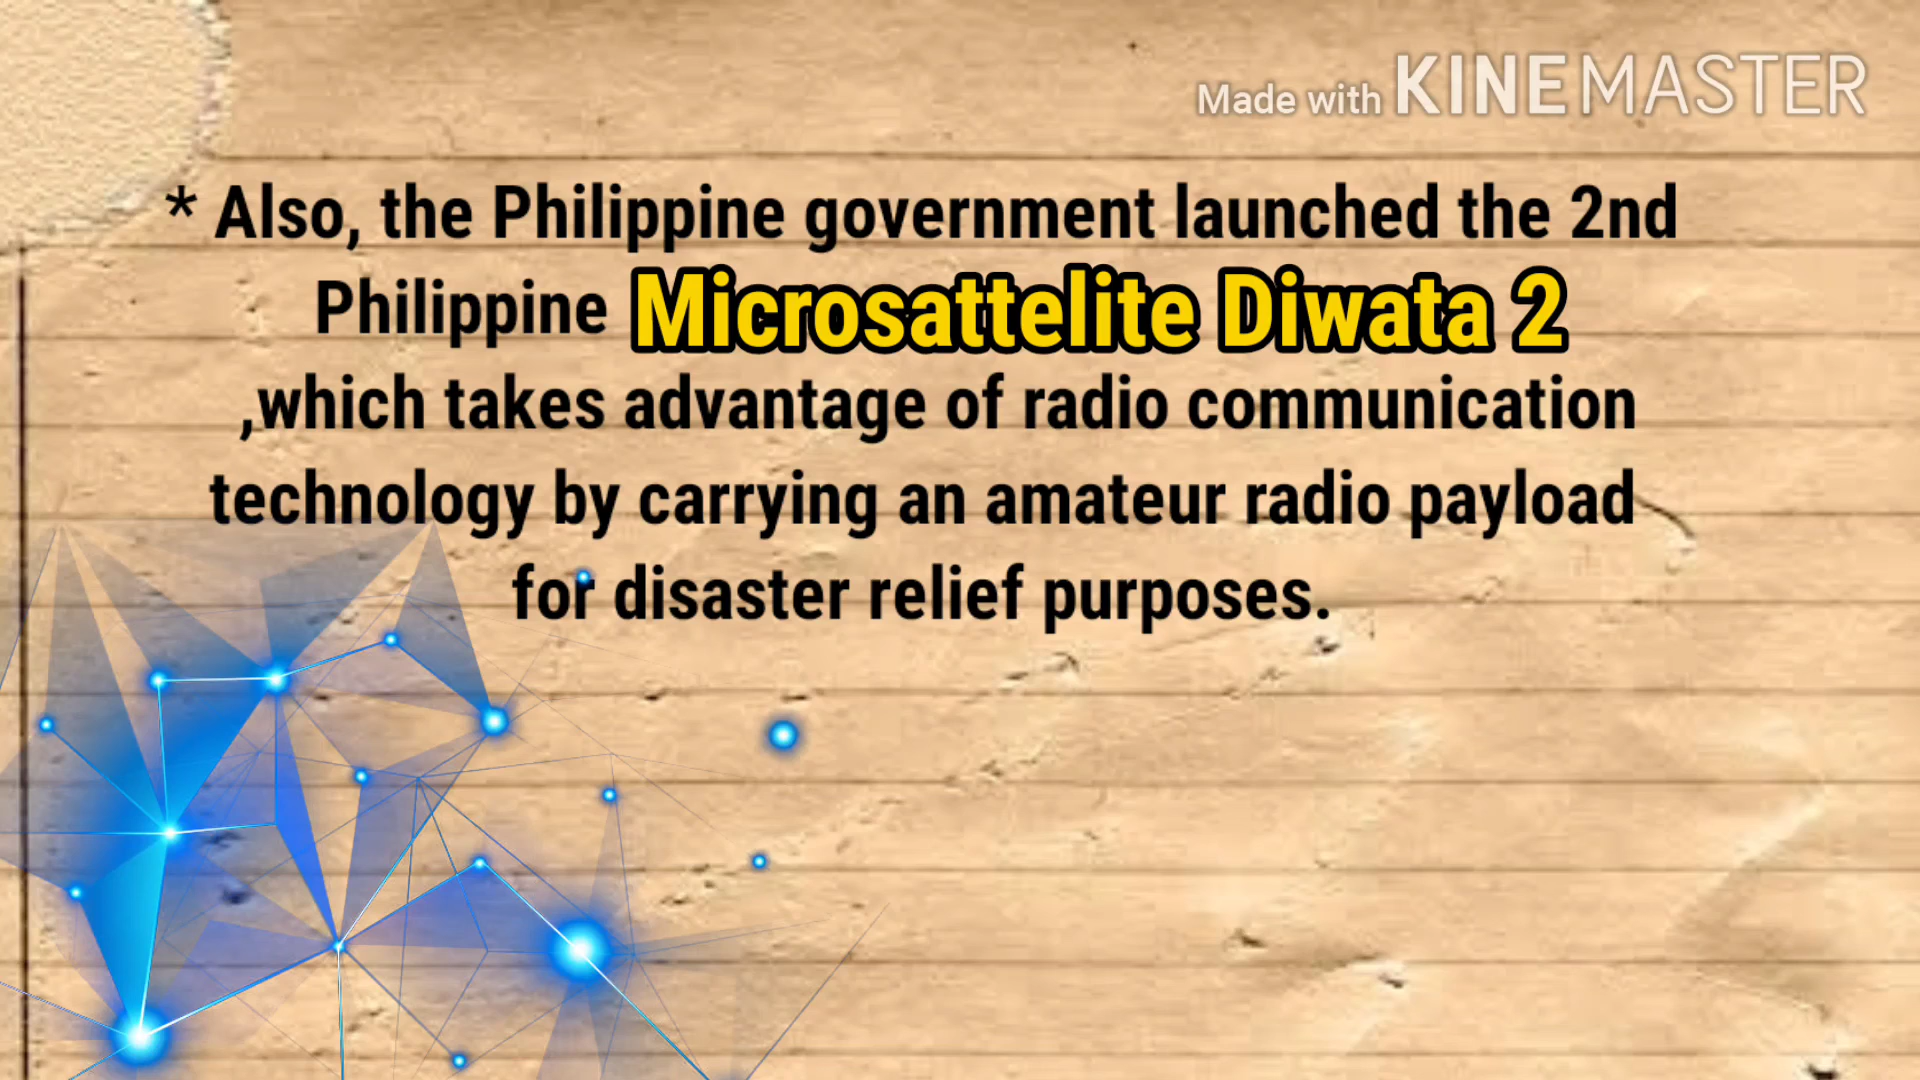 Made with KINEMASTER
* Also, the Philippine government launched the 2nd
Philippine Microsattelite Diwata 2
,which takes advantage of radio communication
technology by carrying an amateur radio payload
for disaster relief purposes.